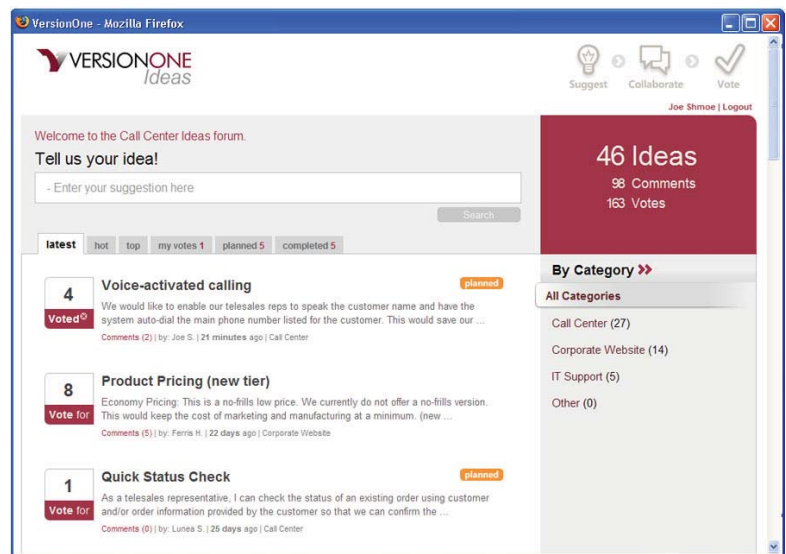 VersionOne - Mozilla Firefox
VERSIONONE
Ideas
Suggest Collaborate Vote
Joe Shmoe | Logout
Welcome to the Call Center Ideas forum.
Tell us your idea!
- Enter your suggestion here
Search
46 Ideas
98 Comments
163 Votes
latest hot top my votes 1 planned 5 completed 5
4
Voted
Voice-activated calling
planned
We would like to enable our telesales reps to speak the customer name and have the
system auto-dial the main phone number listed for the customer. This would save our ...
Comments (2) | by: Joe S. | 21 minutes ago | Call Center
8
Vote for
Product Pricing (new tier)
Economy Pricing: This is a no-frills low price. We currently do not offer a no-frills version.
This would keep the cost of marketing and manufacturing at a minimum. (new ...
Comments (5) | by: Ferris H. | 22 days ago | Corporate Website
1
Vote for
Quick Status Check
planned
As a telesales representative, I can check the status of an existing order using customer
and/or order information provided by the customer so that we can confirm the ...
Comments (0) | by: Lunea S. | 25 days ago | Call Center
By Category >>
All Categories
Call Center (27)
Corporate Website (14)
IT Support (5)
Other (0)